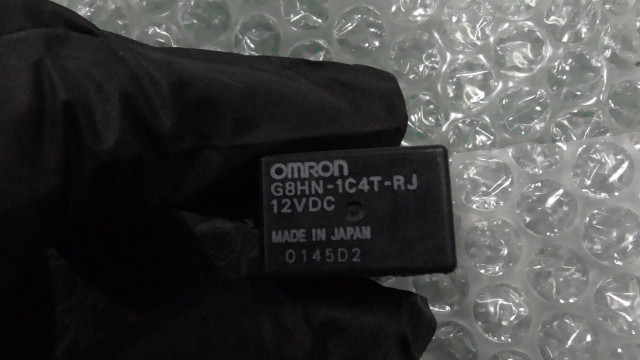 OMRON
G8HN-1C4T-RJ
12VDC
MADE IN JAPAN
0145D2